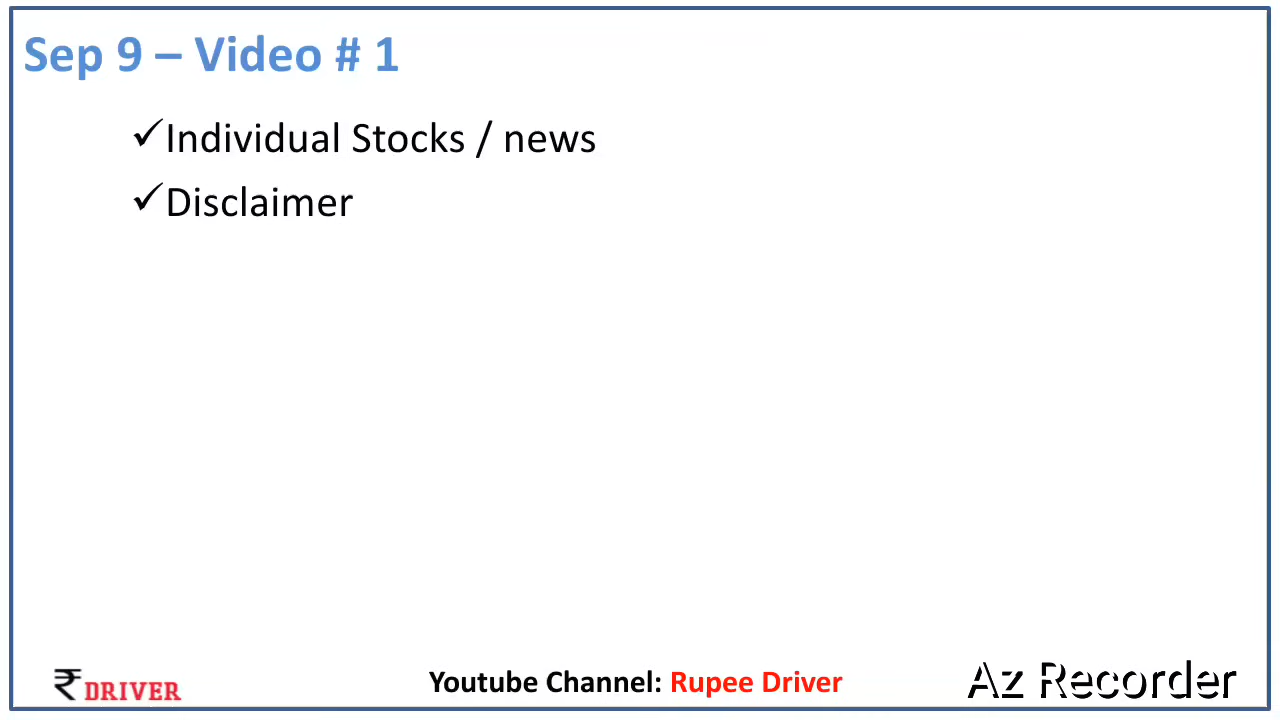 Sep 9 – Video # 1
✓Individual Stocks / news
✓Disclaimer
₹ DRIVER
Youtube Channel: Rupee Driver
Az Recorder